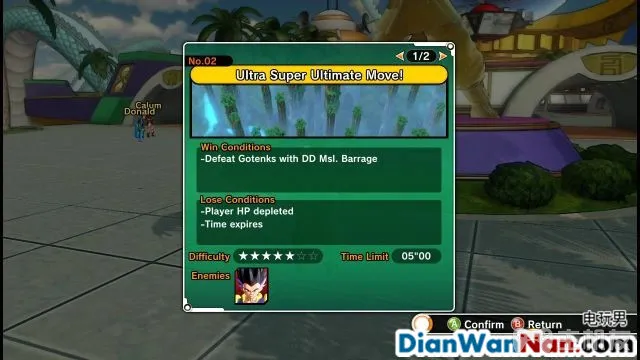 No.02
1/2
Ultra Super Ultimate Move!
Calum
Donald
Win Conditions
-Defeat Gotenks with DD Msl. Barrage
Lose Conditions
-Player HP depleted
-Time expires
Difficulty ★★★★★☆☆ Time Limit 05"00
Enemies
A Confirm B Return
电玩男
DianWanNan.com